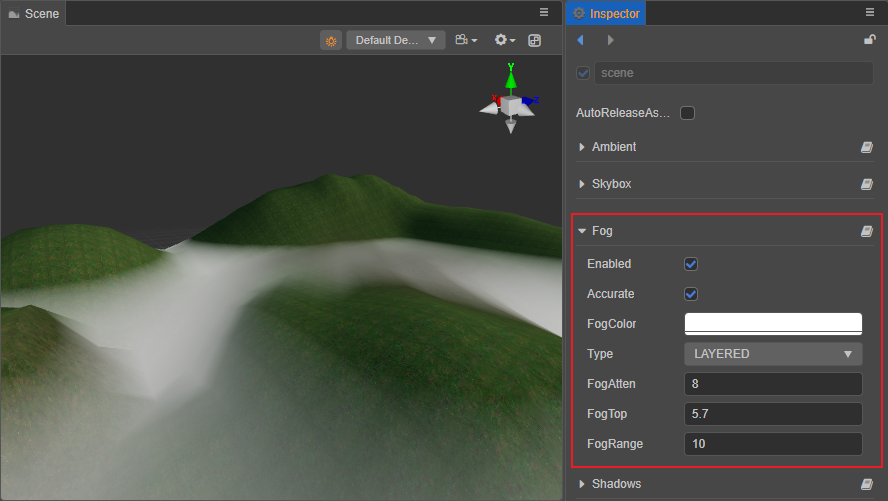 Scene
Default De...
Y
Inspector
scene
AutoReleaseAs...
Ambient
Skybox
Fog
Enabled
Accurate
FogColor
Type LAYERED
FogAtten 8
FogTop 5.7
FogRange 10
Shadows